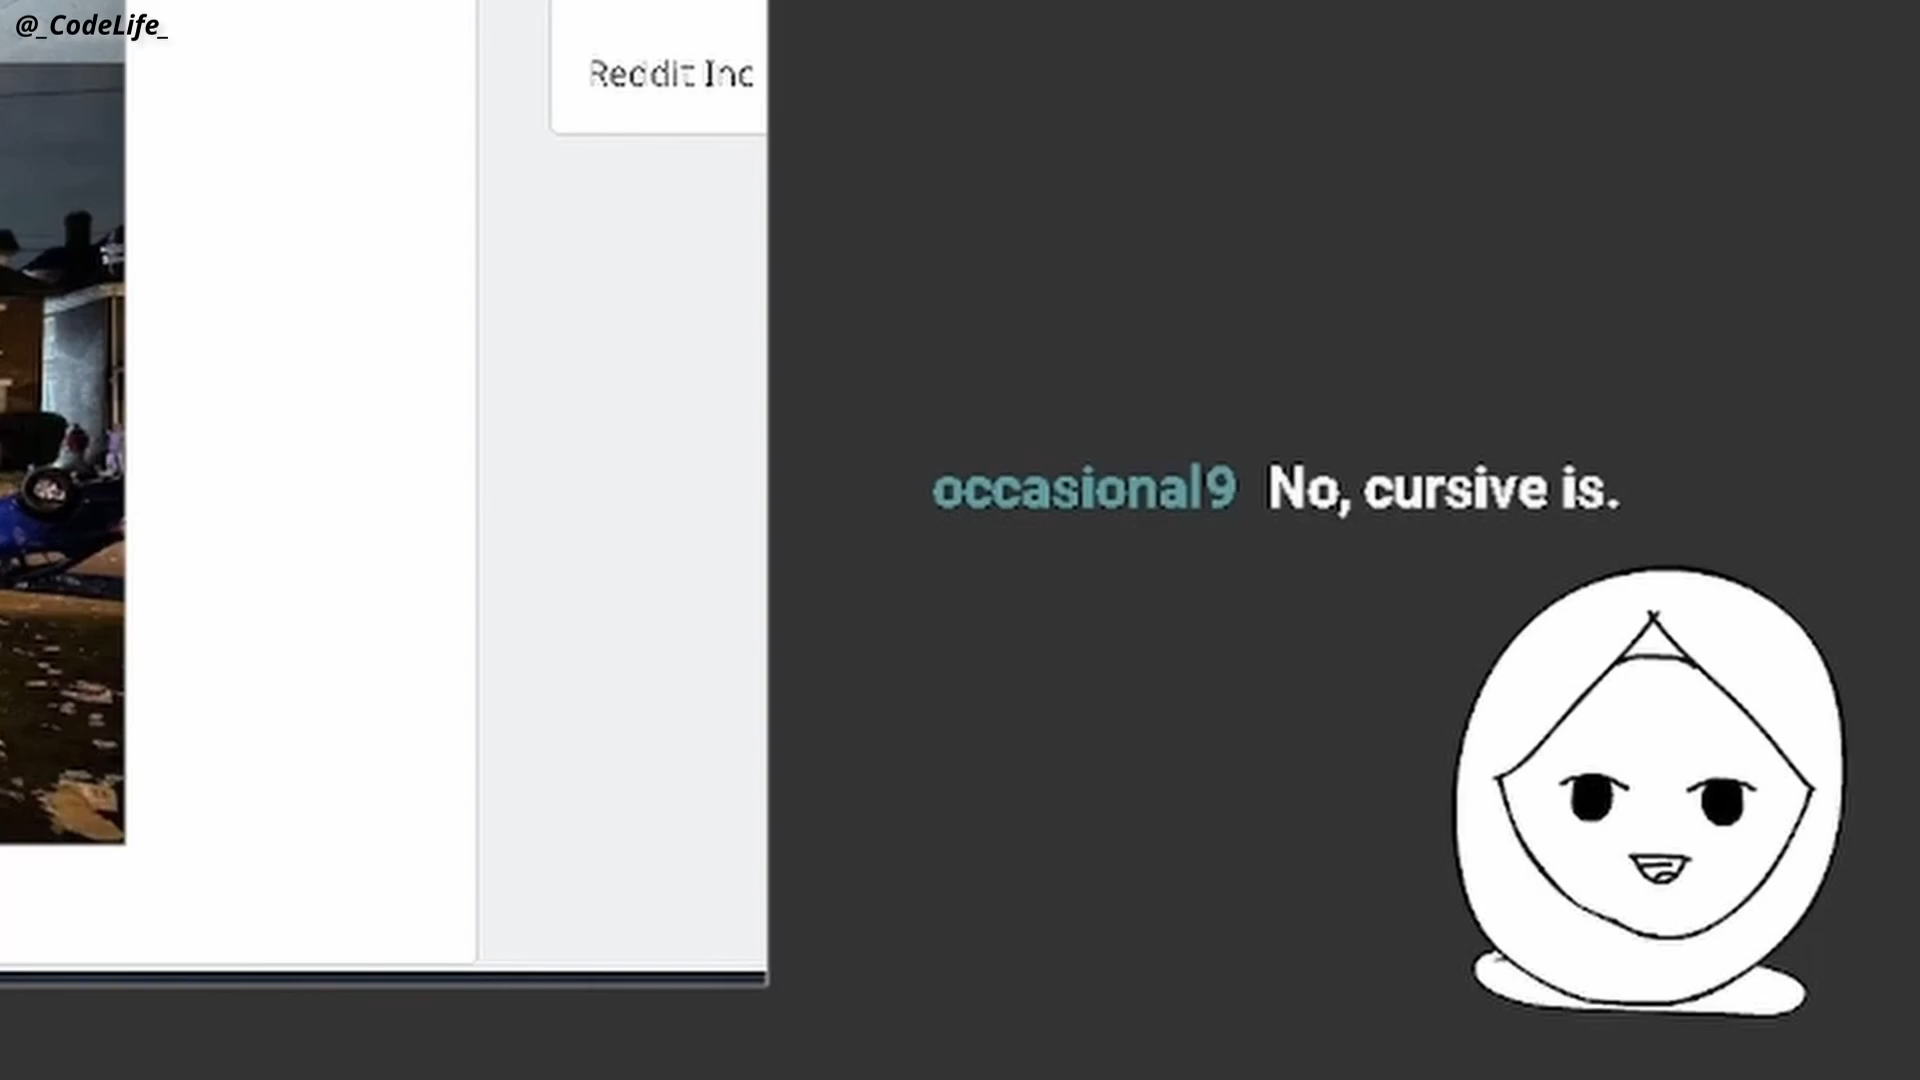 @_CodeLife_
Reddit Inc
occasional9 No, cursive is.